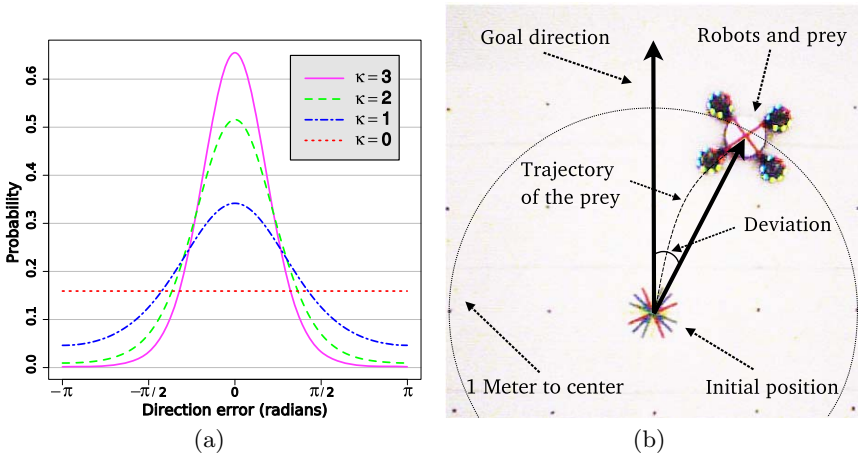 Probability
0.6
0.5
0.4
0.3
0.2
0.1
0.0
κ = 3
κ = 2
κ = 1
κ = 0
−π
−π/2
0
π/2
π
Direction error (radians)
(a)
Goal direction
Robots and prey
Trajectory
of the prey
Deviation
1 Meter to center
Initial position
(b)